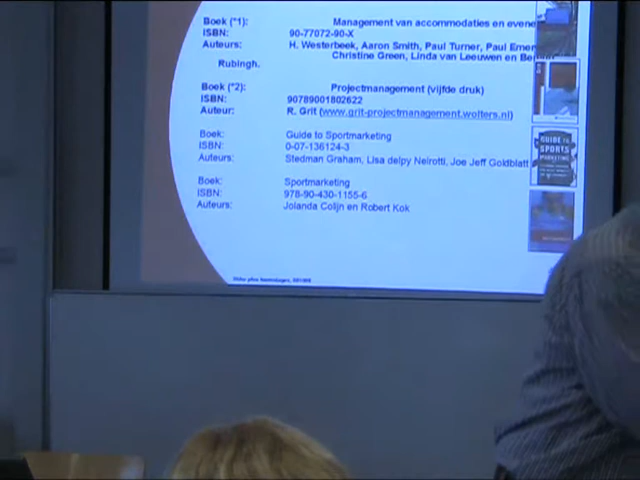 Boek (*1): Management van accommodaties en evene
ISBN: 90-77072-90-X
Auteurs: H. Westerbeek, Aaron Smith, Paul Turner, Paul Emer
Christine Green, Linda van Leeuwen en Be
Rubingh.
Boek (*2): Projectmanagement (vijfde druk)
ISBN: 90789001802622
Auteur: R. Grit (www.grit-projectmanagement.wolters.nl)
Boek: Guide to Sportmarketing
ISBN: 0-07-136124-3
Auteurs: Stedman Graham, Lisa delpy Neirotti, Joe Jeff Goldblatt
Boek: Sportmarketing
ISBN: 978-90-430-1155-6
Auteurs: Jolanda Colijn en Robert Kok
GUIDE TO
SPORTS
MARKETING